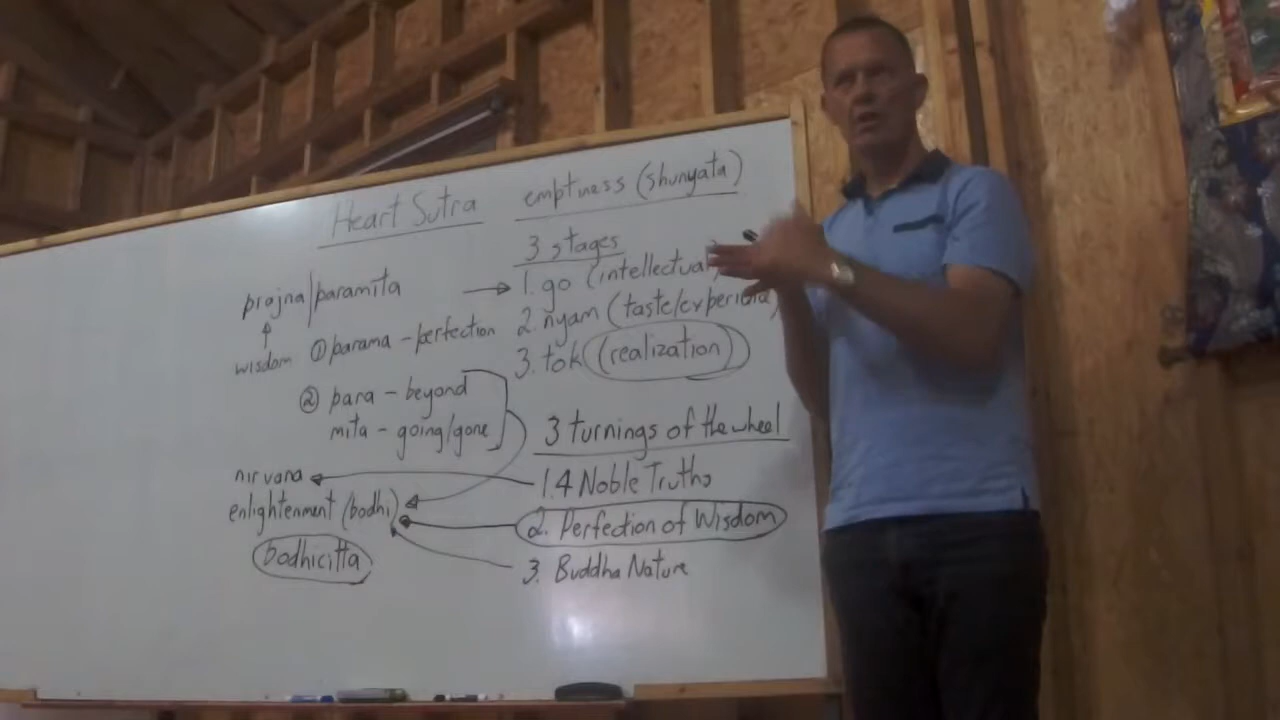 Heart Sutra
emptiness (shunyata)
prajna/paramita
wisdom
① parama – perfection
② para – beyond
mita – going/gone
nirvana
enlightenment (bodhi)
bodhicitta
3 stages
1. go (intellectual)
2. nyam (taste/
3. tok (realization)
3 turnings of the wheel
1. 4 Noble Truths
2. Perfection of Wisdom
3. Buddha Nature